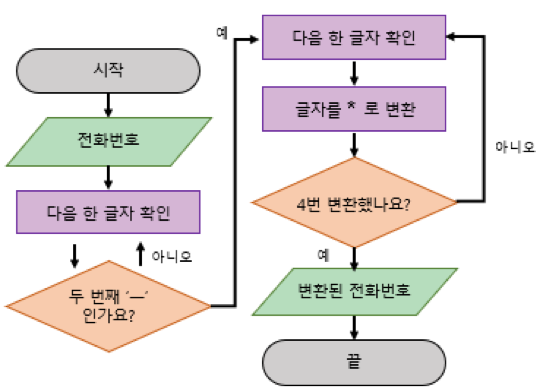 시작
전화번호
다음 한 글자 확인
아니오
두 번째 ‘—’
인가요?
예
다음 한 글자 확인
글자를 * 로 변환
4번 변환했나요?
아니오
예
변환된 전화번호
끝